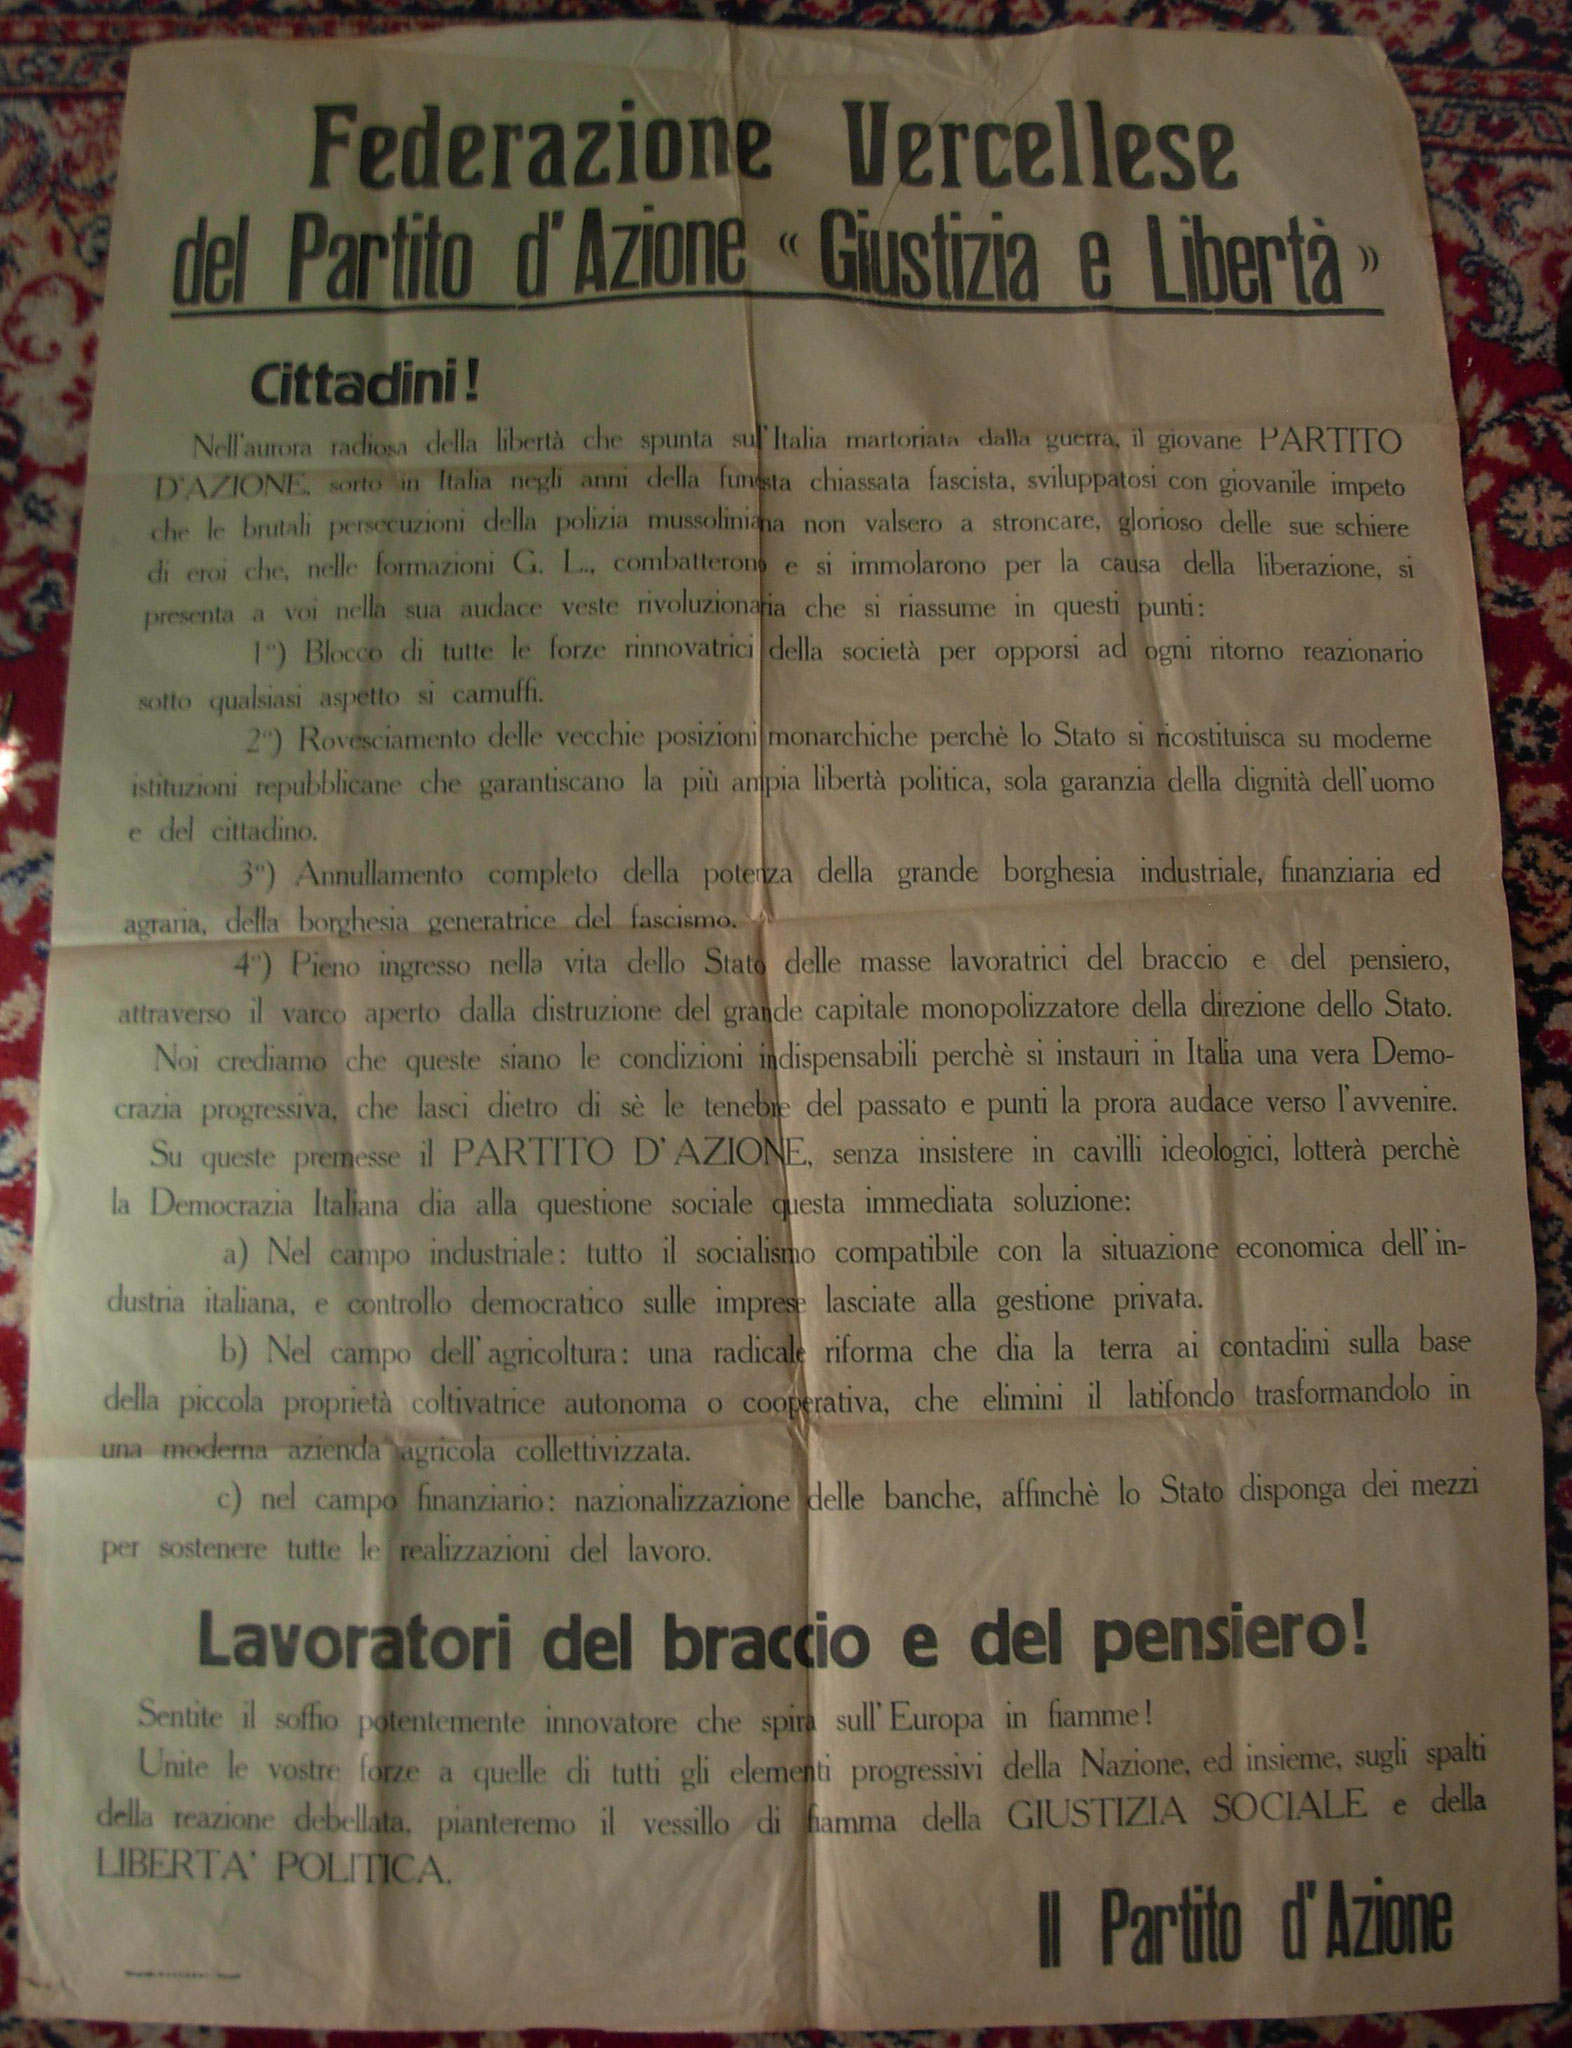 Federazione Vercellese
del Partito d'Azione « Giustizia e Libertà »
Cittadini!
Nell'aurora radiosa della libertà che spunta sull'Italia martoriata dalla guerra, il giovane PARTITO
D'AZIONE, sorto in Italia negli anni della funesta chiassata fascista, sviluppatosi con giovanile impeto
che le brutali persecuzioni della polizia mussoliniana non valsero a stroncare, glorioso delle sue schiere
di eroi che, nelle formazioni G. L., combatterono e si immolarono per la causa della liberazione, si
presenta a voi nella sua audace veste rivoluzionaria che si riassume in questi punti:
1°) Blocco di tutte le forze rinnovatrici della società per opporsi ad ogni ritorno reazionario
sotto qualsiasi aspetto si camuffi.
2°) Rovesciamento delle vecchie posizioni monarchiche perchè lo Stato si ricostituisca su moderne
istituzioni repubblicane che garantiscano la più ampia libertà politica, sola garanzia della dignità dell'uomo
e del cittadino.
3°) Annullamento completo della potenza della grande borghesia industriale, finanziaria ed
agraria, della borghesia generatrice del fascismo.
4°) Pieno ingresso nella vita dello Stato delle masse lavoratrici del braccio e del pensiero,
attraverso il varco aperto dalla distruzione del grande capitale monopolizzatore della direzione dello Stato.
Noi crediamo che queste siano le condizioni indispensabili perchè si instauri in Italia una vera Demo-
crazia progressiva, che lasci dietro di sè le tenebre del passato e punti la prora audace verso l'avvenire.
Su queste premesse il PARTITO D'AZIONE, senza insistere in cavilli ideologici, lotterà perchè
la Democrazia Italiana dia alla questione sociale questa immediata soluzione:
a) Nel campo industriale: tutto il socialismo compatibile con la situazione economica dell'in-
dustria italiana, e controllo democratico sulle imprese lasciate alla gestione privata.
b) Nel campo dell'agricoltura: una radicale riforma che dia la terra ai contadini sulla base
della piccola proprietà coltivatrice autonoma o cooperativa, che elimini il latifondo trasformandolo in
una moderna azienda agricola collettivizzata.
c) nel campo finanziario: nazionalizzazione delle banche, affinchè lo Stato disponga dei mezzi
per sostenere tutte le realizzazioni del lavoro.
Lavoratori del braccio e del pensiero!
Sentite il soffio potentemente innovatore che spira sull'Europa in fiamme!
Unite le vostre forze a quelle di tutti gli elementi progressivi della Nazione, ed insieme, sugli spalti
della reazione debellata, pianteremo il vessillo di fiamma della GIUSTIZIA SOCIALE e della
LIBERTA' POLITICA.
Il Partito d'Azione